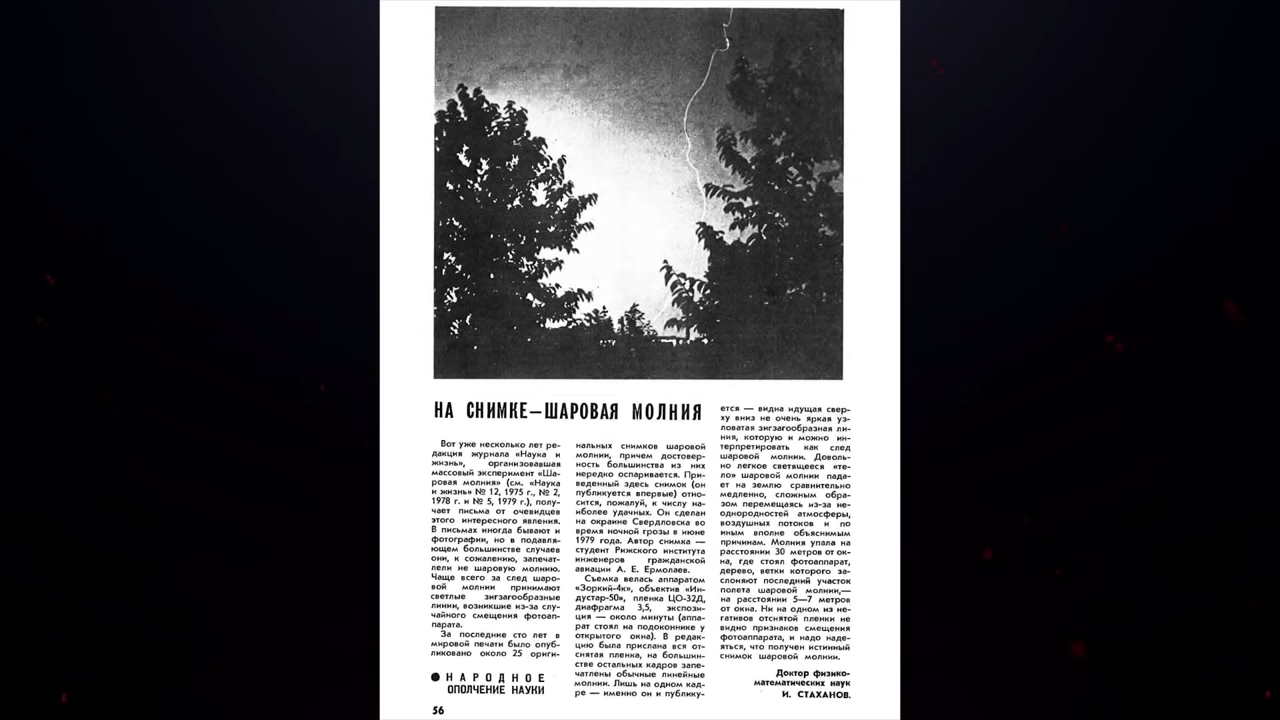 НА СНИМКЕ—ШАРОВАЯ МОЛНИЯ
Вот уже несколько лет ре-
дакция журнала «Наука и
жизнь», организовавшая
массовый эксперимент «Ша-
ровая молния» (см. «Наука
и жизнь» № 12, 1975 г., № 2,
1978 г. и № 5, 1979 г.), полу-
чает письма от очевидцев
этого интересного явления.
В письмах иногда бывают и
фотографии, но в подавля-
ющем большинстве случаев
они, к сожалению, запечат-
лели не шаровую молнию.
Чаще всего за след шаро-
вой молнии принимают
светлые зигзагообразные
линии, возникшие из-за слу-
чайного смещения фотоап-
парата.
За последние сто лет в
мировой печати было опуб-
ликовано около 25 ориги-
нальных снимков шаровой
молнии, причем достовер-
ность большинства из них
нередко оспаривается. При-
веденный здесь снимок (он
публикуется впервые) отно-
сится, пожалуй, к числу на-
иболее удачных. Он сделан
на окраине Свердловска во
время ночной грозы в июне
1979 года. Автор снимка —
студент Рижского института
инженеров гражданской
авиации А. Е. Ермолаев.
Съемка велась аппаратом
«Зоркий-4к», объектив «Ин-
дустар-50», пленка ЦО-32Д,
диафрагма 3,5, экспози-
ция — около минуты (аппа-
рат стоял на подоконнике у
открытого окна). В редак-
цию была прислана вся от-
снятая пленка, на большин-
стве остальных кадров запе-
чатлены обычные линейные
молнии. Лишь на одном кад-
ре — именно он и публику-
ется — видна идущая свер-
ху вниз не очень яркая уз-
ловатая зигзагообразная ли-
ния, которую и можно ин-
терпретировать как след
шаровой молнии. Доволь-
но легкое светящееся «те-
ло» шаровой молнии пада-
ет на землю сравнительно
медленно, сложным обра-
зом перемещаясь из-за не-
однородностей атмосферы,
воздушных потоков и по
иным вполне объяснимым
причинам. Молния упала на
расстоянии 30 метров от ок-
на, где стоял фотоаппарат,
дерево, ветки которого за-
слоняют последний участок
полета шаровой молнии,—
на расстоянии 5—7 метров
от окна. Ни на одном из не-
гативов отснятой пленки не
видно признаков смещения
фотоаппарата, и надо наде-
яться, что получен истинный
снимок шаровой молнии.
Доктор физико-
математических наук
И. СТАХАНОВ.
● НАРОДНОЕ
ОПОЛЧЕНИЕ НАУКИ
56